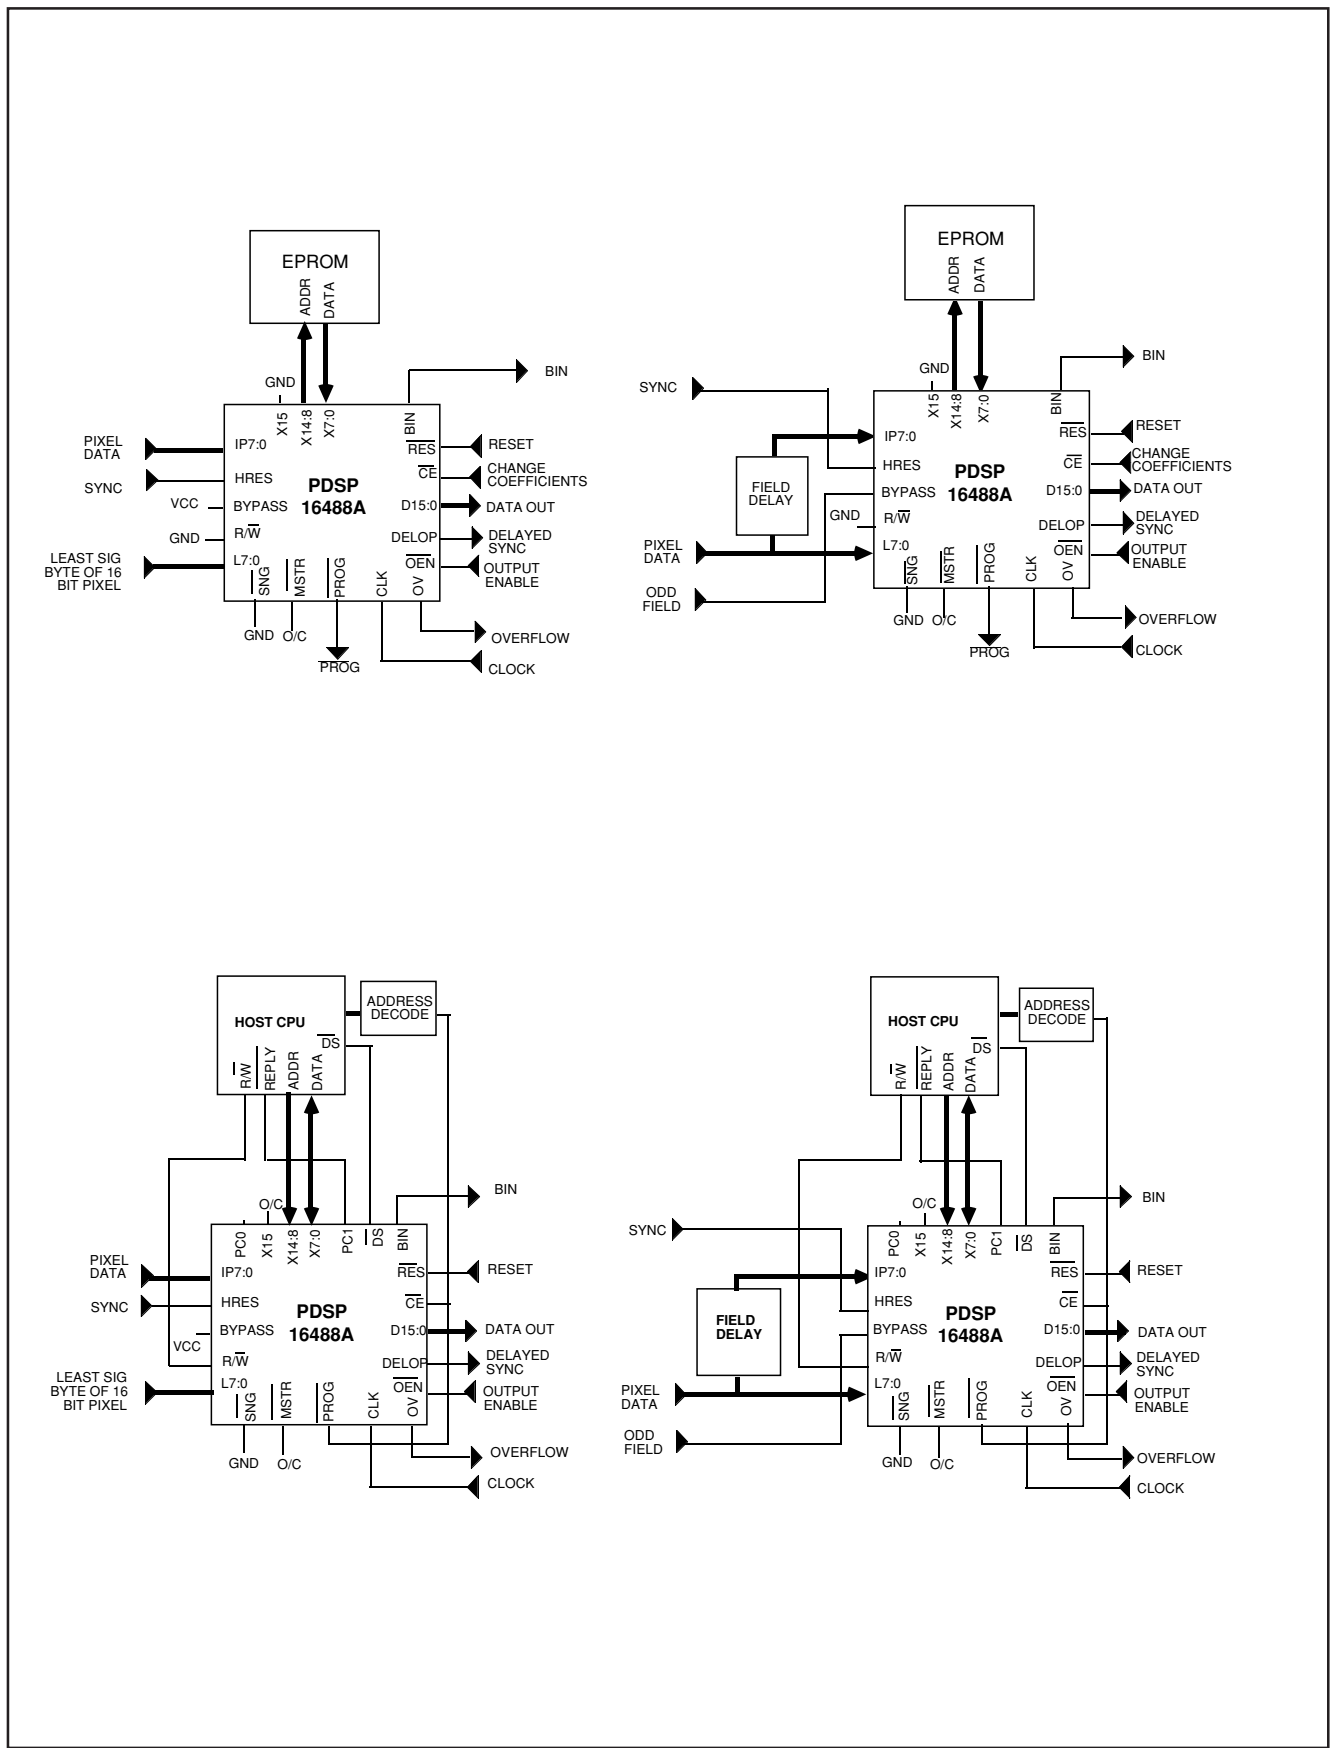 EPROM
ADDR
DATA
GND
X15
X14:8
X7:0
BIN
BIN
PIXEL
DATA
IP7:0
RES
RESET
SYNC
HRES
PDSP
16488A
CE
CHANGE
COEFFICIENTS
VCC
BYPASS
D15:0
DATA OUT
GND
R/W
DELOP
DELAYED
SYNC
LEAST SIG
BYTE OF 16
BIT PIXEL
L7:0
SNG
MSTR
PROG
CLK
OV
OEN
OUTPUT
ENABLE
GND
O/C
PROG
OVERFLOW
CLOCK
EPROM
ADDR
DATA
SYNC
GND
X15
X14:8
X7:0
BIN
BIN
IP7:0
RES
RESET
HRES
PDSP
16488A
CE
CHANGE
COEFFICIENTS
FIELD
DELAY
BYPASS
D15:0
DATA OUT
GND
R/W
DELOP
DELAYED
SYNC
PIXEL
DATA
L7:0
SNG
MSTR
PROG
CLK
OV
OEN
OUTPUT
ENABLE
ODD
FIELD
GND
O/C
PROG
OVERFLOW
CLOCK
HOST CPU
ADDRESS
DECODE
R/W
REPLY
ADDR
DATA
DS
O/C
PC0
X15
X14:8
X7:0
PC1
DS
BIN
BIN
PIXEL
DATA
IP7:0
RES
RESET
SYNC
HRES
PDSP
16488A
CE
VCC
BYPASS
D15:0
DATA OUT
R/W
DELOP
DELAYED
SYNC
LEAST SIG
BYTE OF 16
BIT PIXEL
L7:0
SNG
MSTR
PROG
CLK
OV
OEN
OUTPUT
ENABLE
GND
O/C
OVERFLOW
CLOCK
HOST CPU
ADDRESS
DECODE
R/W
REPLY
ADDR
DATA
DS
SYNC
O/C
PC0
X15
X14:8
X7:0
PC1
DS
BIN
BIN
IP7:0
RES
RESET
HRES
PDSP
16488A
CE
FIELD
DELAY
BYPASS
D15:0
DATA OUT
R/W
DELOP
DELAYED
SYNC
PIXEL
DATA
L7:0
SNG
MSTR
PROG
CLK
OV
OEN
OUTPUT
ENABLE
ODD
FIELD
GND
O/C
OVERFLOW
CLOCK